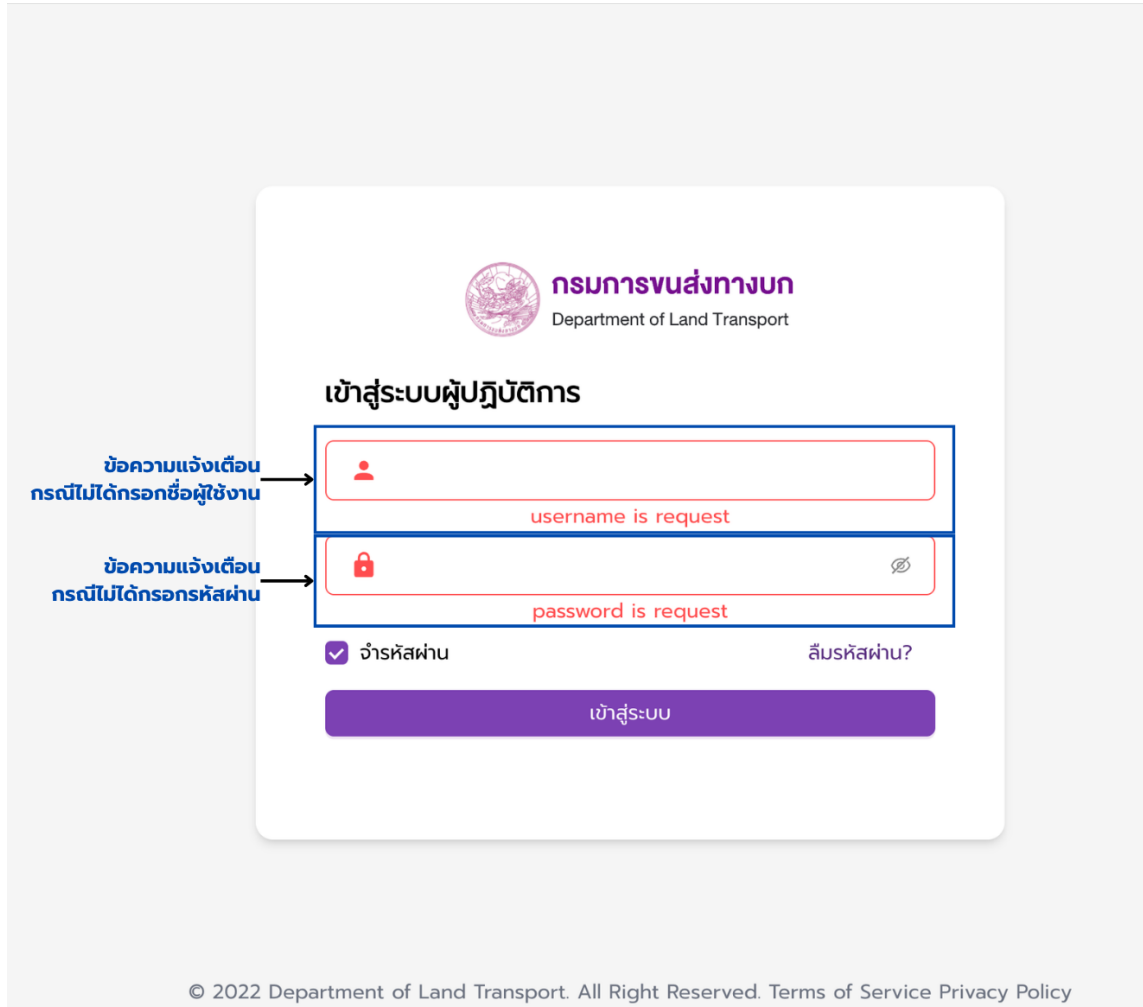 กรมการขนส่งทางบก
Department of Land Transport
เข้าสู่ระบบผู้ปฏิบัติการ
ข้อความแจ้งเตือน
กรณีไม่ได้กรอกชื่อผู้ใช้งาน
username is request
ข้อความแจ้งเตือน
กรณีไม่ได้กรอกรหัสผ่าน
password is request
จำรหัสผ่าน
ลืมรหัสผ่าน?
เข้าสู่ระบบ
© 2022 Department of Land Transport. All Right Reserved. Terms of Service Privacy Policy